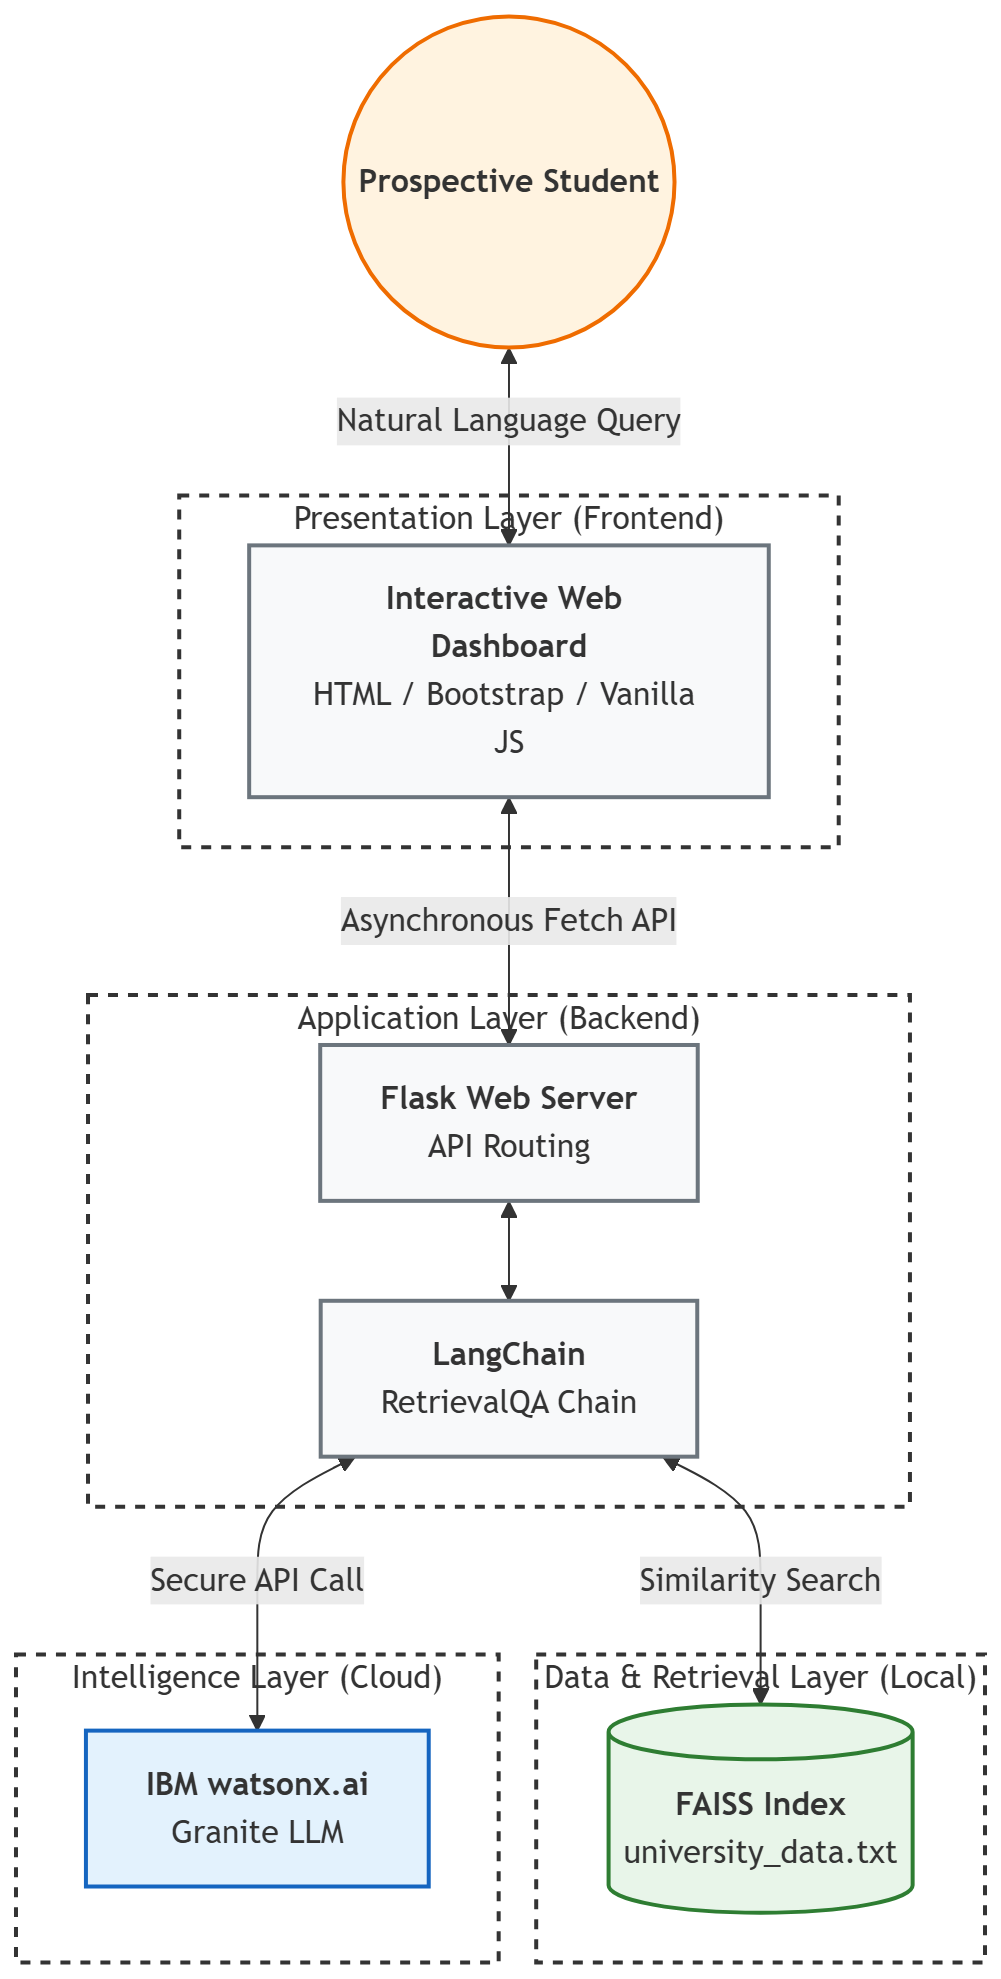 Prospective Student
Natural Language Query
Presentation Layer (Frontend)
Interactive Web
Dashboard
HTML / Bootstrap / Vanilla
JS
Asynchronous Fetch API
Application Layer (Backend)
Flask Web Server
API Routing
LangChain
RetrievalQA Chain
Secure API Call
Similarity Search
Intelligence Layer (Cloud)
Data & Retrieval Layer (Local)
IBM watsonx.ai
Granite LLM
FAISS Index
university_data.txt